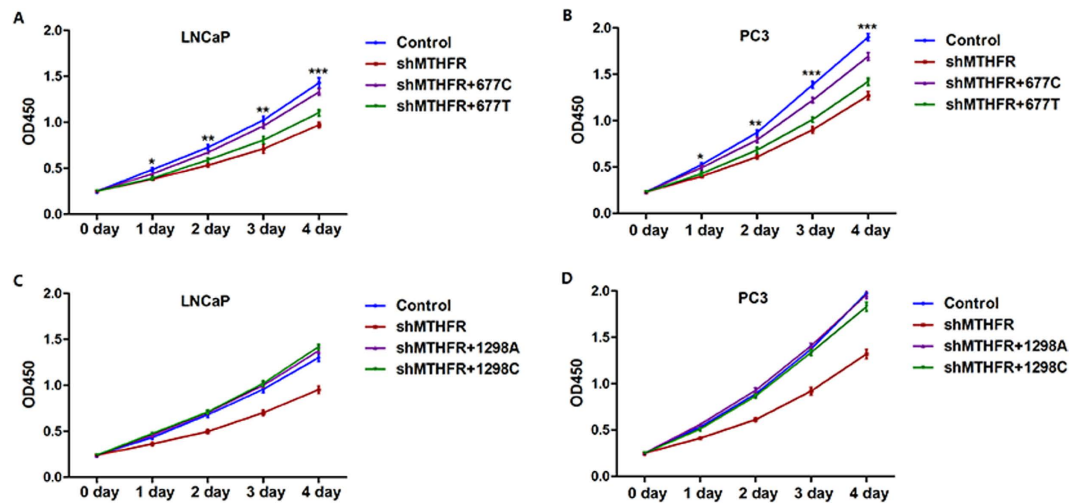 A
LNCaP
***
**
**
*
OD450
2.0
1.5
1.0
0.5
0.0
0 day 1 day 2 day 3 day 4 day
Control
shMTHFR
shMTHFR+677C
shMTHFR+677T
B
PC3
***
***
**
*
OD450
2.0
1.5
1.0
0.5
0.0
0 day 1 day 2 day 3 day 4 day
Control
shMTHFR
shMTHFR+677C
shMTHFR+677T
C
LNCaP
OD450
2.0
1.5
1.0
0.5
0.0
0 day 1 day 2 day 3 day 4 day
Control
shMTHFR
shMTHFR+1298A
shMTHFR+1298C
D
PC3
OD450
2.0
1.5
1.0
0.5
0.0
0 day 1 day 2 day 3 day 4 day
Control
shMTHFR
shMTHFR+1298A
shMTHFR+1298C